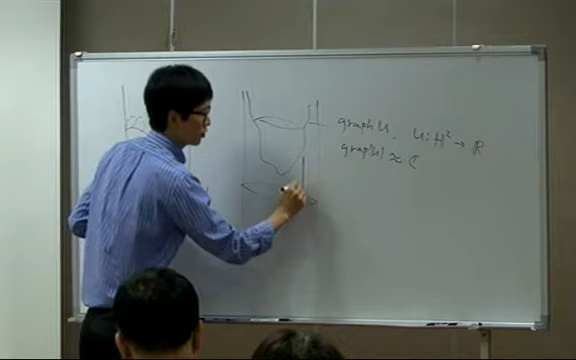 graph u, u: H² → ℝ
graph(u) ≈ ℂ